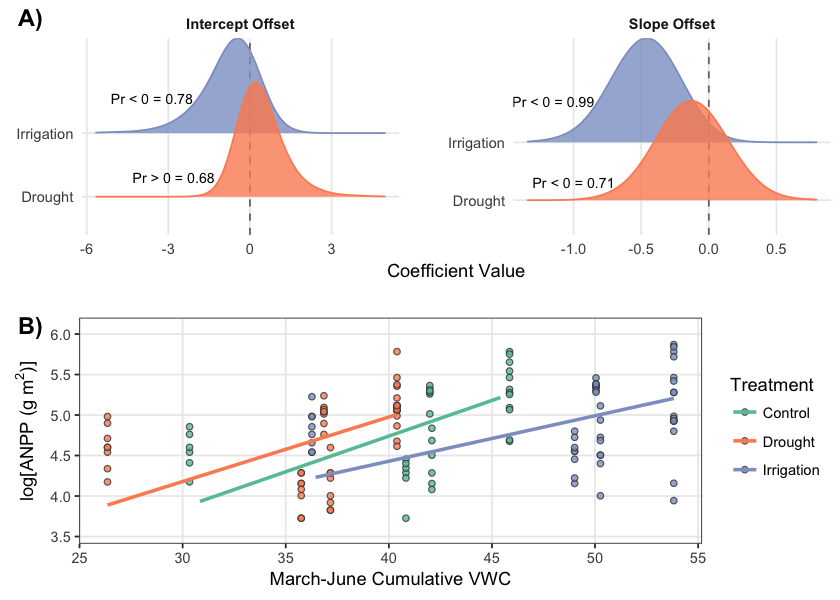 A)
Intercept Offset
Slope Offset
Pr < 0 = 0.78
Pr < 0 = 0.99
Irrigation
Irrigation
Pr > 0 = 0.68
Pr < 0 = 0.71
Drought
Drought
-6 -3 0 3
-1.0 -0.5 0.0 0.5
Coefficient Value
B)
6.0
5.5
5.0
4.5
4.0
3.5
log[ANPP (g m²)]
25 30 35 40 45 50 55
March-June Cumulative VWC
Treatment
Control
Drought
Irrigation